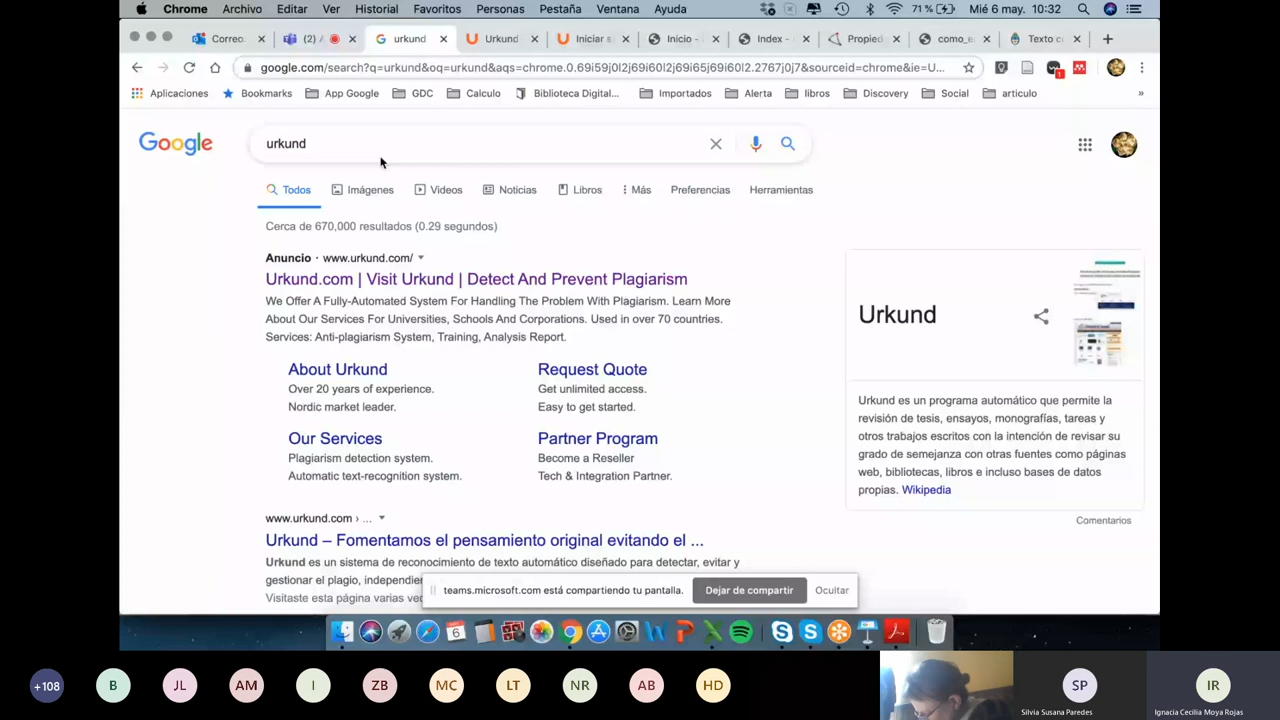 Chrome Archivo Editar Ver Historial Favoritos Personas Pestaña Ventana Ayuda 71 % Mié 6 may. 10:32
Correo. × (2) × urkund × Urkund × Iniciar s × Inicio - × Index - × Propied × como_e × Texto c × +
google.com/search?q=urkund&oq=urkund&aqs=chrome.0.69i59j0l2j69i60l2j69i65j69i60l2.2767j0j7&sourceid=chrome&ie=U...
Aplicaciones Bookmarks App Google GDC Calculo Biblioteca Digital... Importados Alerta libros Discovery Social articulo »
Google urkund
Todos Imágenes Videos Noticias Libros Más Preferencias Herramientas
Cerca de 670,000 resultados (0.29 segundos)
Anuncio · www.urkund.com/
Urkund.com | Visit Urkund | Detect And Prevent Plagiarism
We Offer A Fully-Automated System For Handling The Problem With Plagiarism. Learn More
About Our Services For Universities, Schools And Corporations. Used in over 70 countries.
Services: Anti-plagiarism System, Training, Analysis Report.
About Urkund
Over 20 years of experience.
Nordic market leader.
Request Quote
Get unlimited access.
Easy to get started.
Our Services
Plagiarism detection system.
Automatic text-recognition system.
Partner Program
Become a Reseller
Tech & Integration Partner.
www.urkund.com › ...
Urkund – Fomentamos el pensamiento original evitando el ...
Urkund es un sistema de reconocimiento de texto automático diseñado para detectar, evitar y
gestionar el plagio, independien
Visitaste esta página varias vec
Urkund
Urkund es un programa automático que permite la
revisión de tesis, ensayos, monografías, tareas y
otros trabajos escritos con la intención de revisar su
grado de semejanza con otras fuentes como páginas
web, bibliotecas, libros e incluso bases de datos
propias. Wikipedia
Comentarios
teams.microsoft.com está compartiendo tu pantalla. Dejar de compartir Ocultar
+108 B JL AM I ZB MC LT NR AB HD SP IR
Silvia Susana Paredes
Ignacia Cecilia Moya Rojas